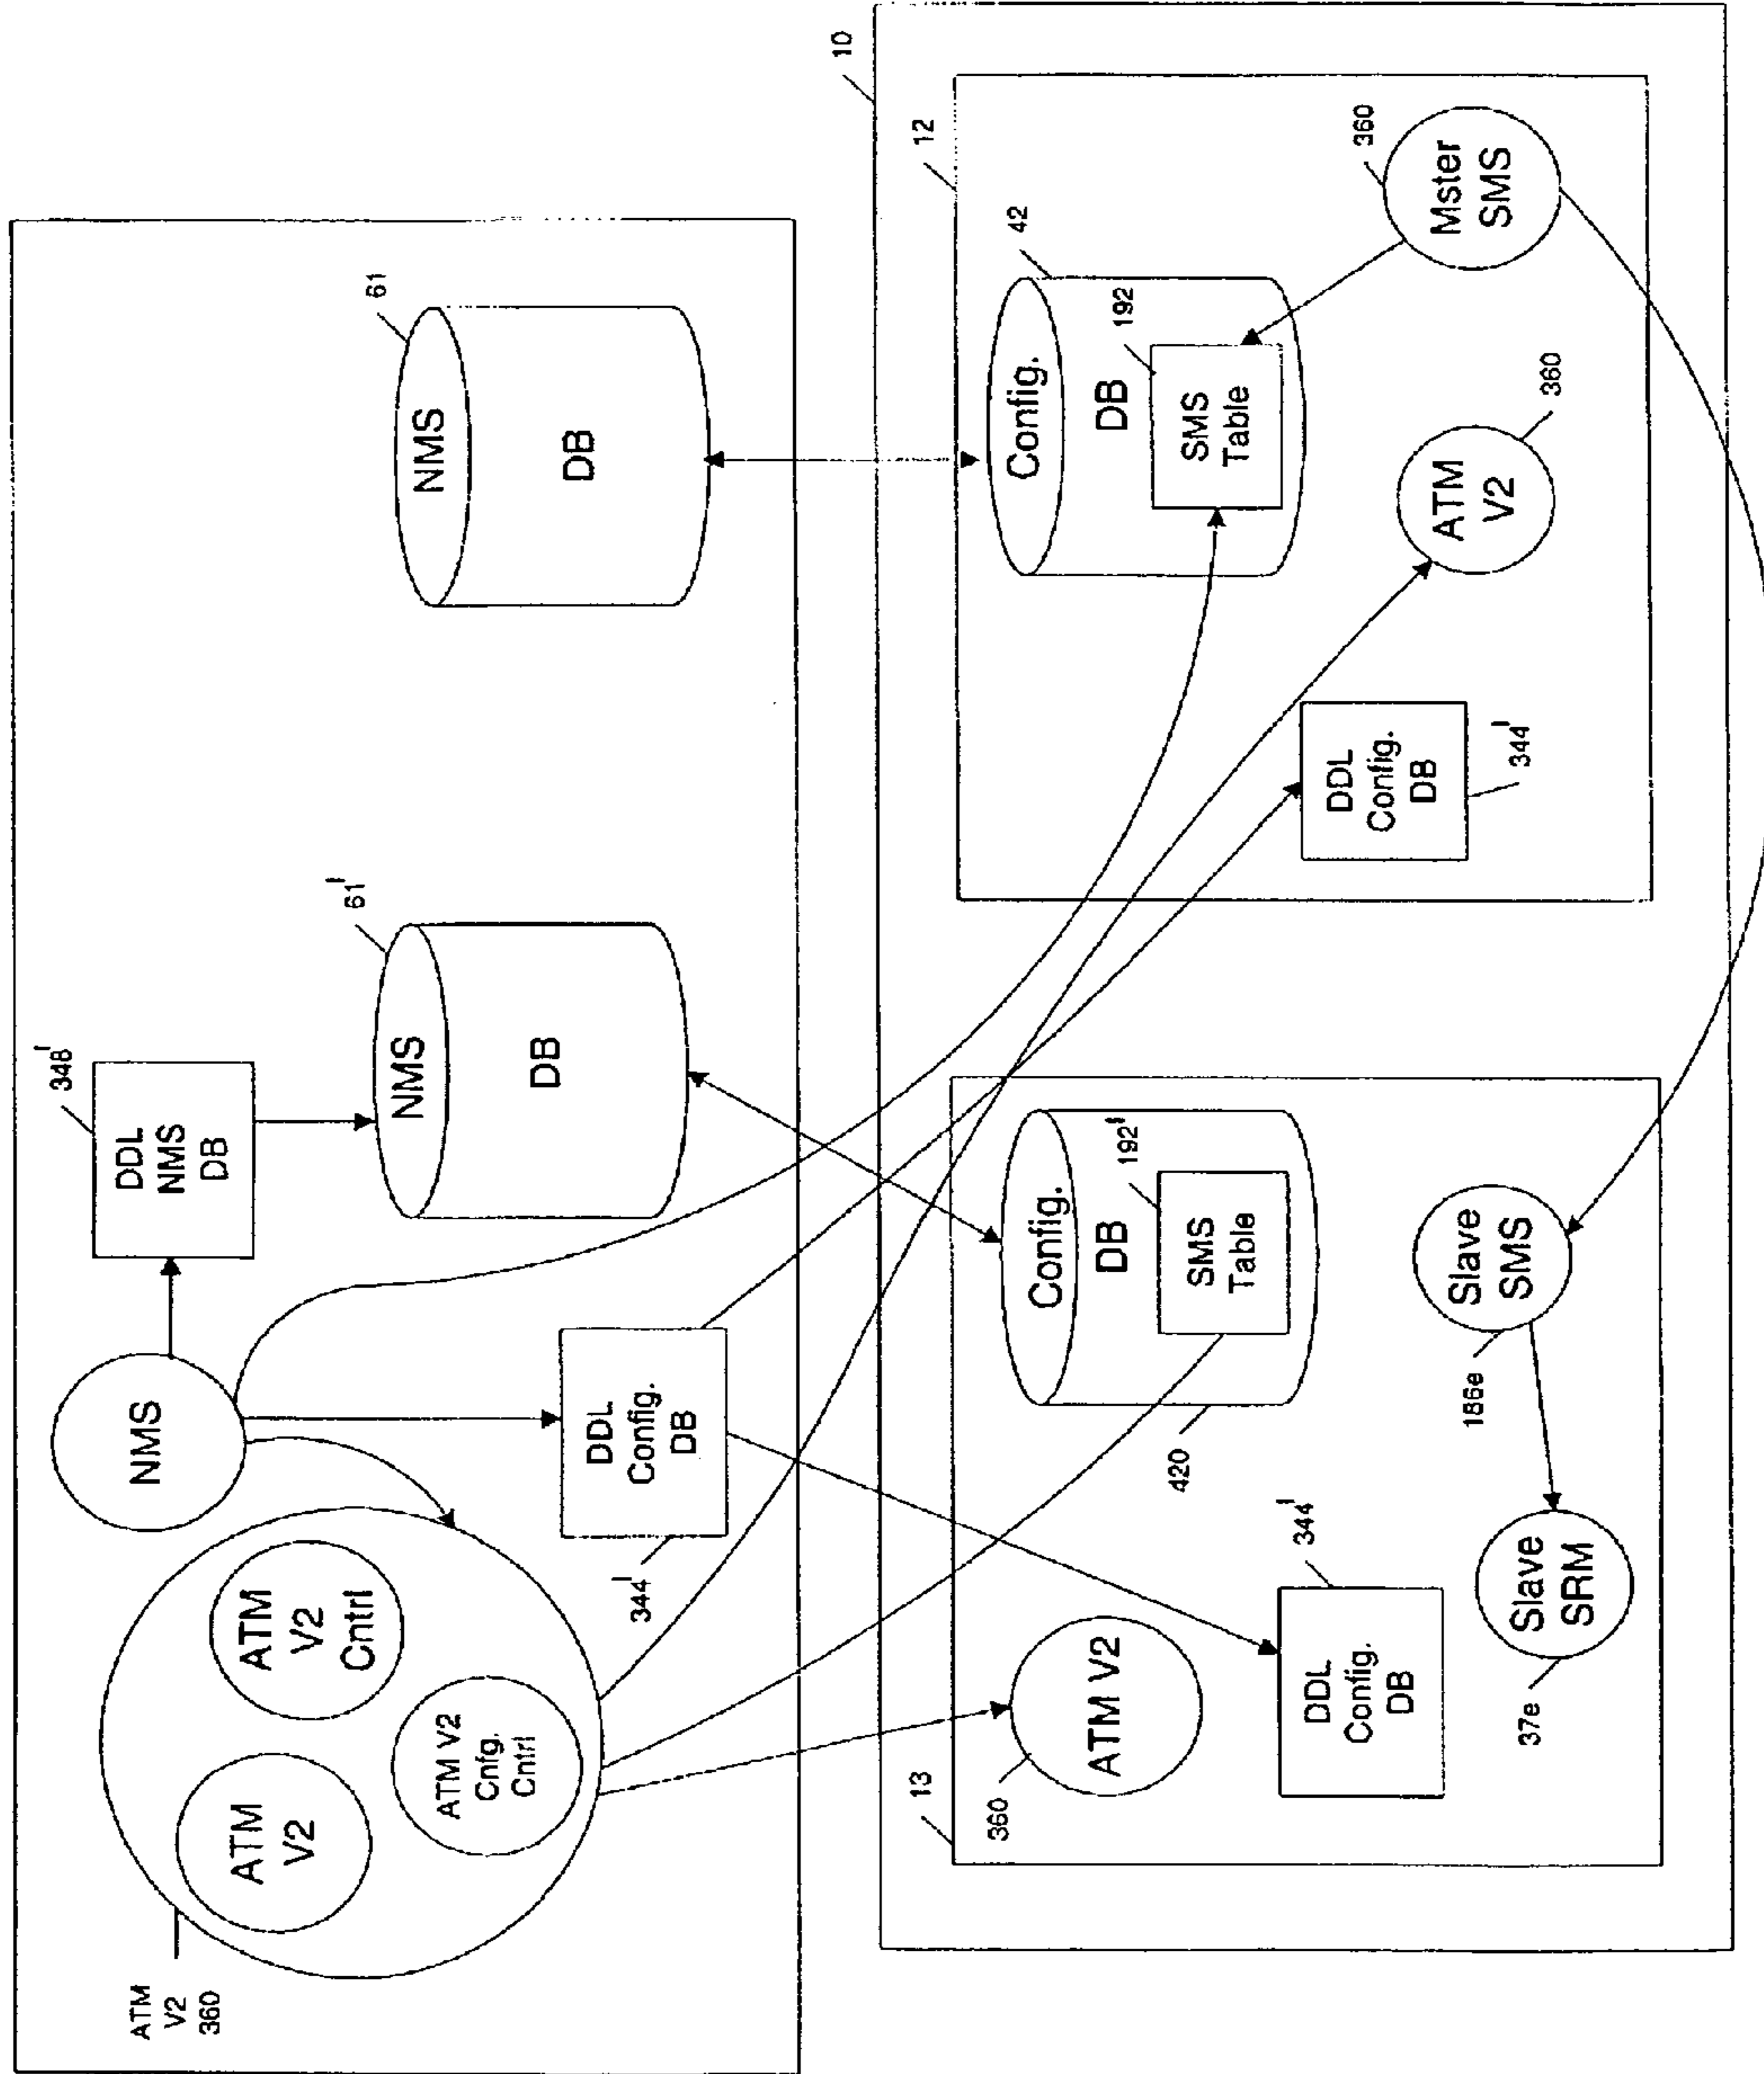 ATM
V2
360
ATM
V2
ATM
V2
Cntrl
ATM V2
Cnfg.
Cntrl
NMS
DDL
NMS
DB
348'
DDL
Config.
DB
344'
NMS
DB
61'
NMS
DB
61
10
13
ATM V2
360
DDL
Config.
DB
344'
Config.
DB
SMS
Table
192'
420
Slave
SRM
37e
Slave
SMS
186e
12
Config.
DB
SMS
Table
192
42
DDL
Config.
DB
344'
ATM
V2
360
Mster
SMS
360